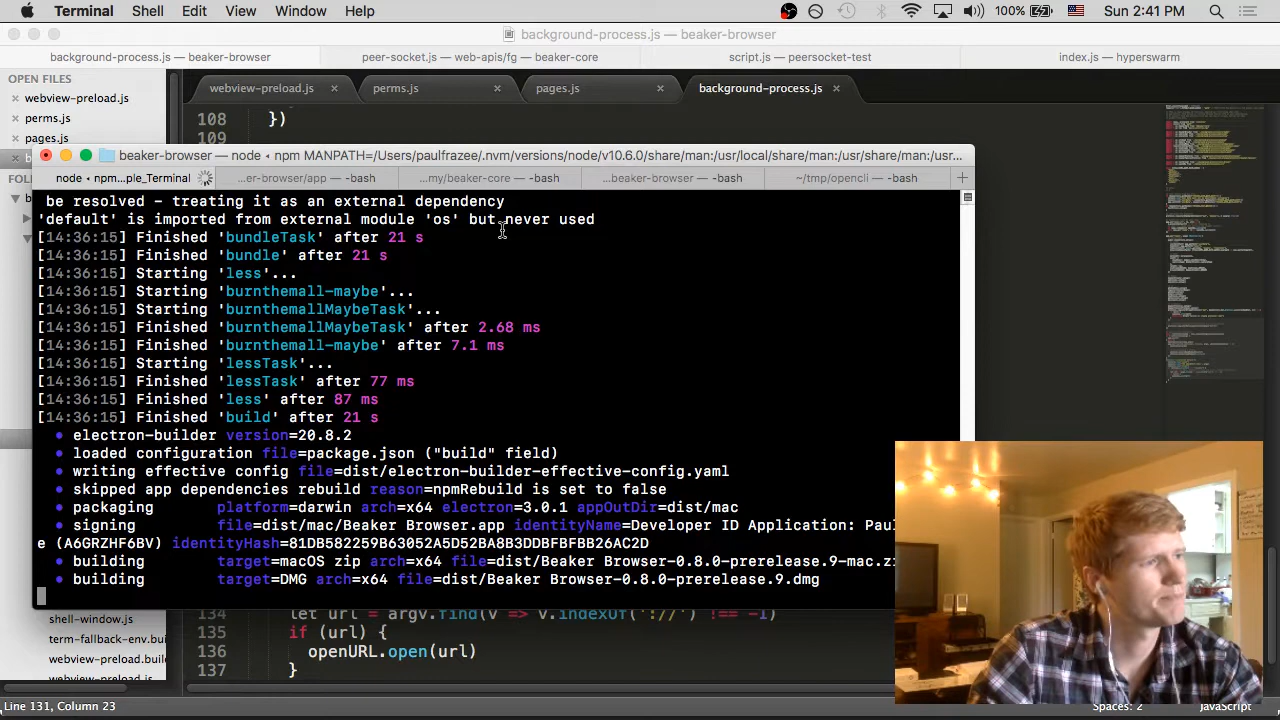 Terminal Shell Edit View Window Help 100% Sun 2:41 PM
background-process.js — beaker-browser
background-process.js — beaker-browser peer-socket.js — web-apis/fg — beaker-core script.js — peersocket-test index.js — hyperswarm
OPEN FILES
webview-preload.js
perms.js
pages.js
webview-preload.js perms.js pages.js background-process.js
108 })
109
beaker-browser — node ◂ npm MANPATH=/Users/paulfrazee/.nvm/versions/node/v10.6.0/share/man:/usr/local/share/man:/usr/share/man:/usr...
node ◂ npm...ple_Terminal ...er-browser/app — -bash ...my/beaker — -bash ...beaker-browser — -bash ~/tmp/opencli — -bash
be resolved – treating it as an external dependency
'default' is imported from external module 'os' but never used
[14:36:15] Finished 'bundleTask' after 21 s
[14:36:15] Finished 'bundle' after 21 s
[14:36:15] Starting 'less'...
[14:36:15] Starting 'burnthemall-maybe'...
[14:36:15] Starting 'burnthemallMaybeTask'...
[14:36:15] Finished 'burnthemallMaybeTask' after 2.68 ms
[14:36:15] Finished 'burnthemall-maybe' after 7.1 ms
[14:36:15] Starting 'lessTask'...
[14:36:15] Finished 'lessTask' after 77 ms
[14:36:15] Finished 'less' after 87 ms
[14:36:15] Finished 'build' after 21 s
• electron-builder version=20.8.2
• loaded configuration file=package.json ("build" field)
• writing effective config file=dist/electron-builder-effective-config.yaml
• skipped app dependencies rebuild reason=npmRebuild is set to false
• packaging platform=darwin arch=x64 electron=3.0.1 appOutDir=dist/mac
• signing file=dist/mac/Beaker Browser.app identityName=Developer ID Application: Pau
e (A6GRZHF6BV) identityHash=81DB582259B63052A5D52BA8B3DD3EBFBB26AC2D
• building target=macOS zip arch=x64 file=dist/Beaker Browser-0.8.0-prerelease.9-mac.z
• building target=DMG arch=x64 file=dist/Beaker Browser-0.8.0-prerelease.9.dmg
134 let url = argv.find(v => v.indexOf('://') !== -1)
135 if (url) {
136 openURL.open(url)
137 }
shell-window.js
term-fallback-env.bui
webview-preload.build
webview-preload.js
Line 131, Column 23 Spaces: 2 JavaScript